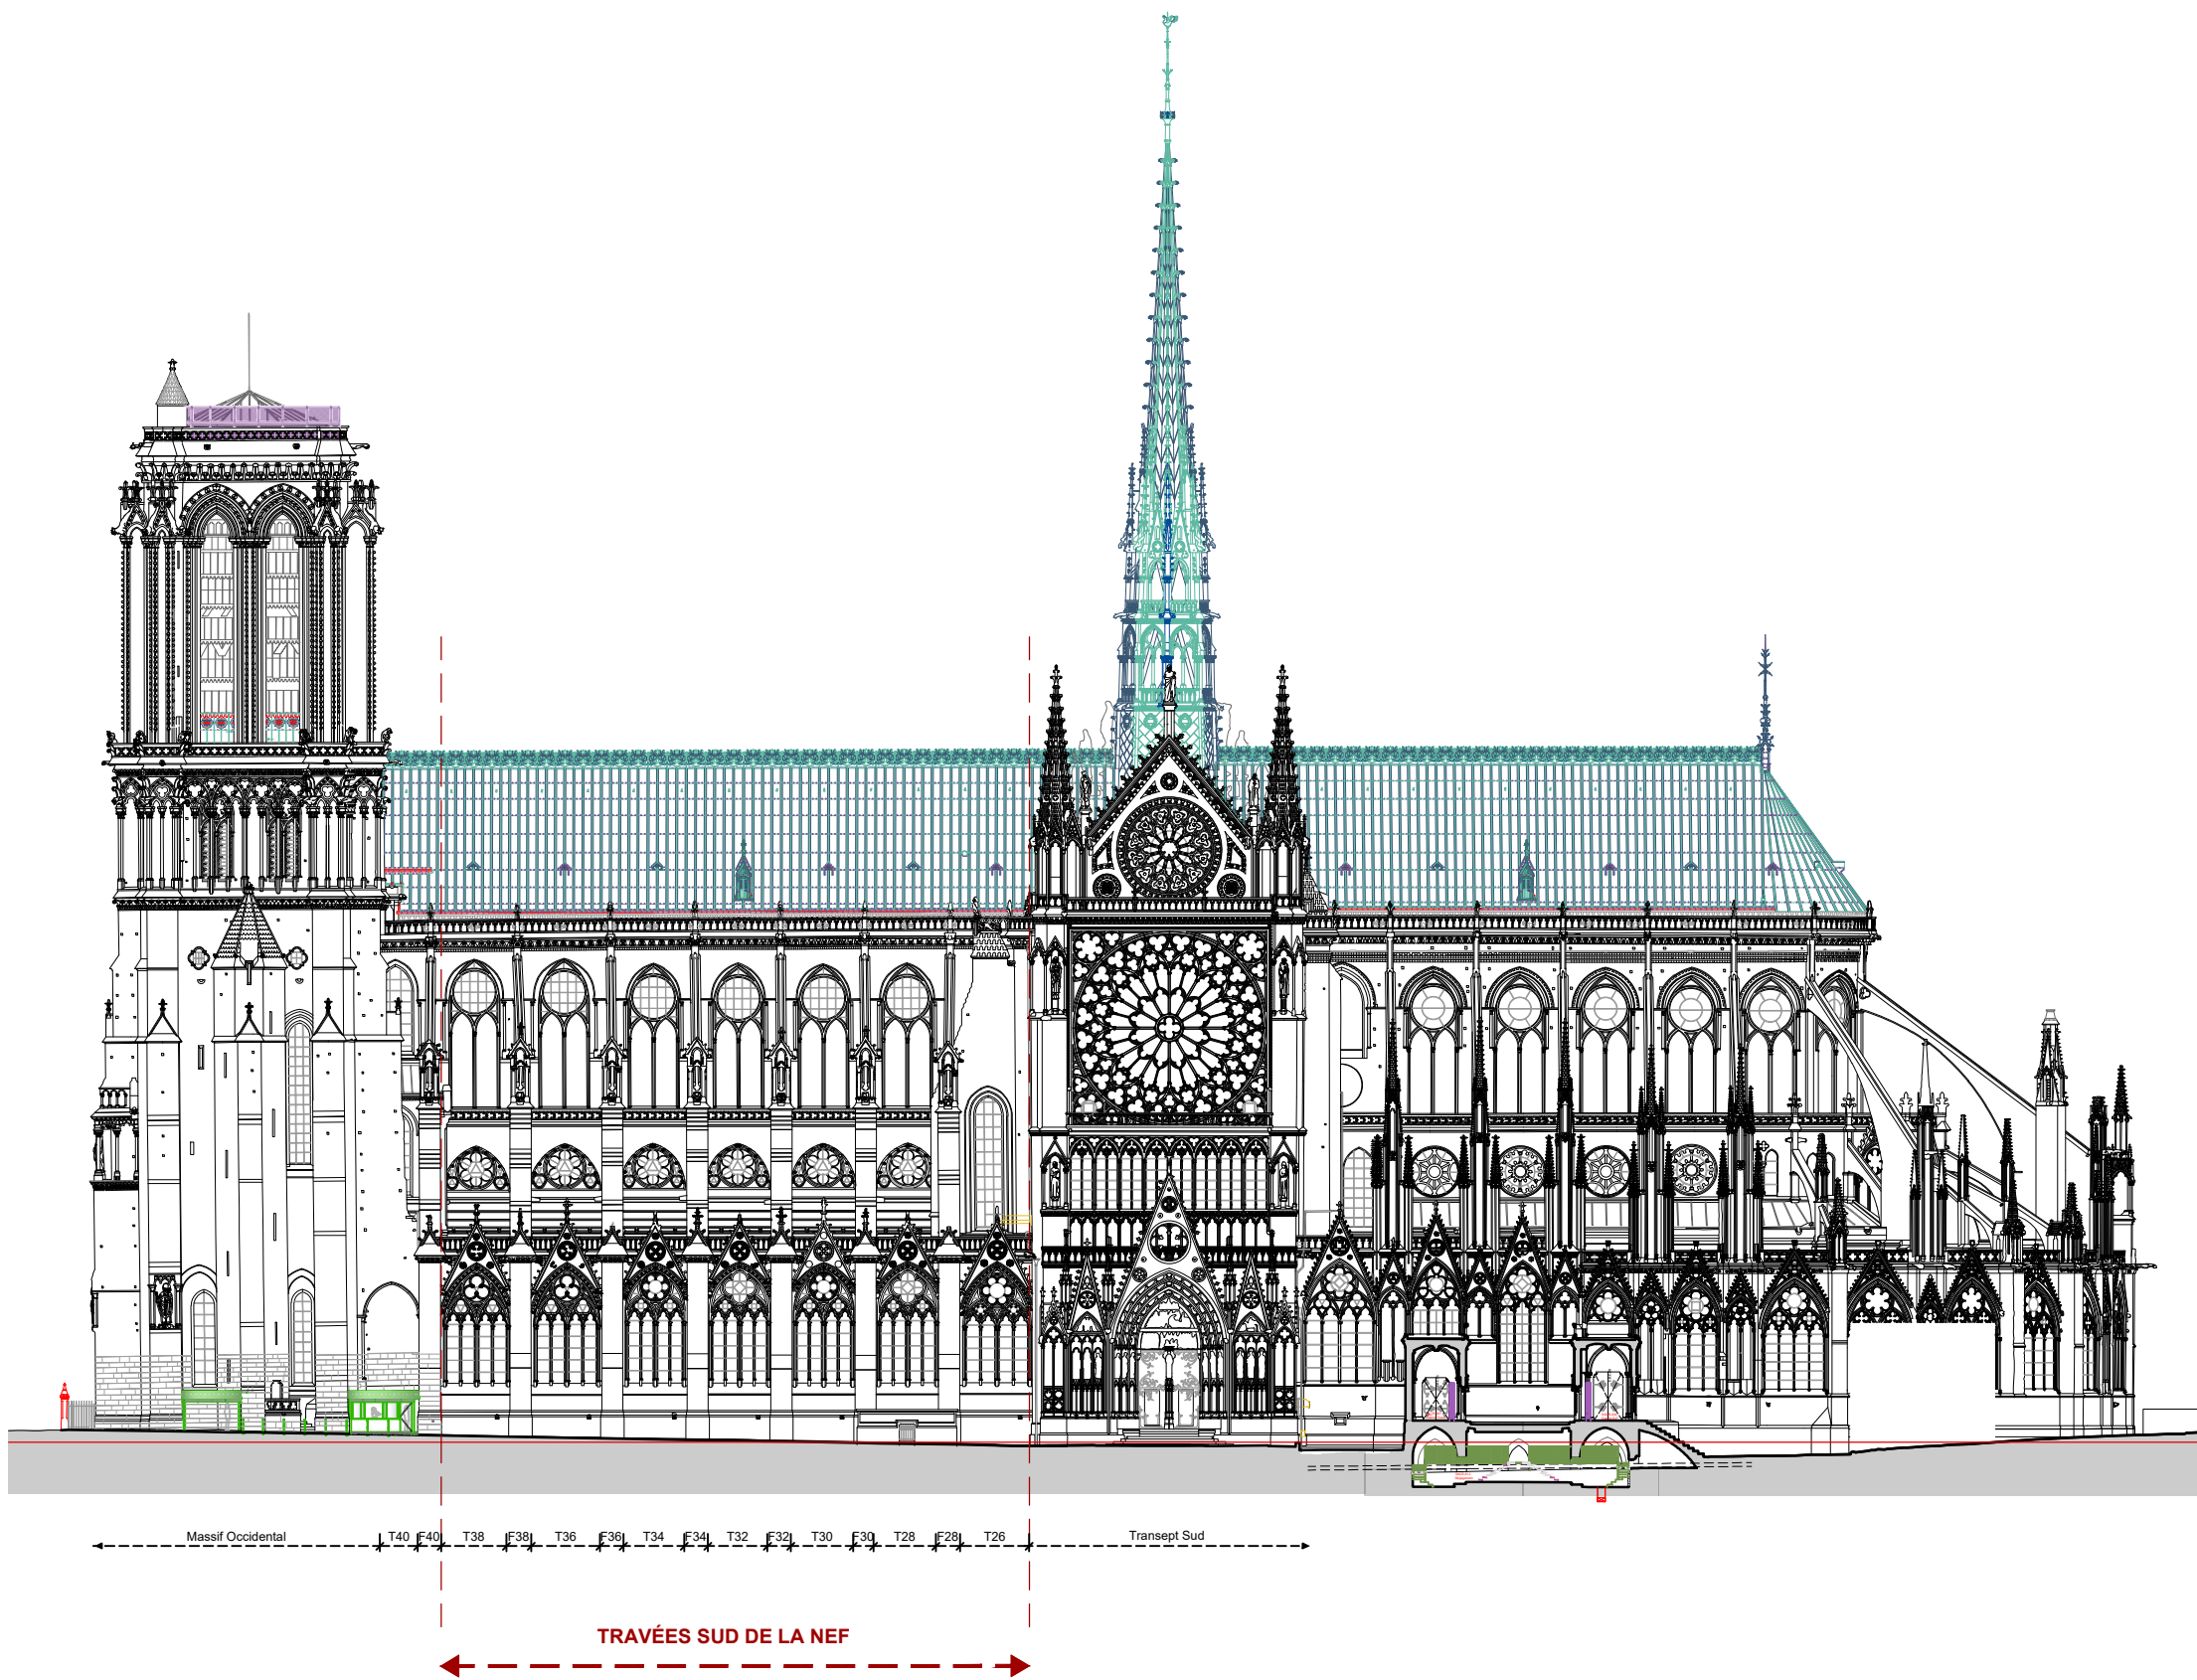 Massif Occidental T40 F40 T38 F38 T36 F36 T34 F34 T32 F32 T30 F30 T28 F28 T26 Transept Sud
TRAVÉES SUD DE LA NEF